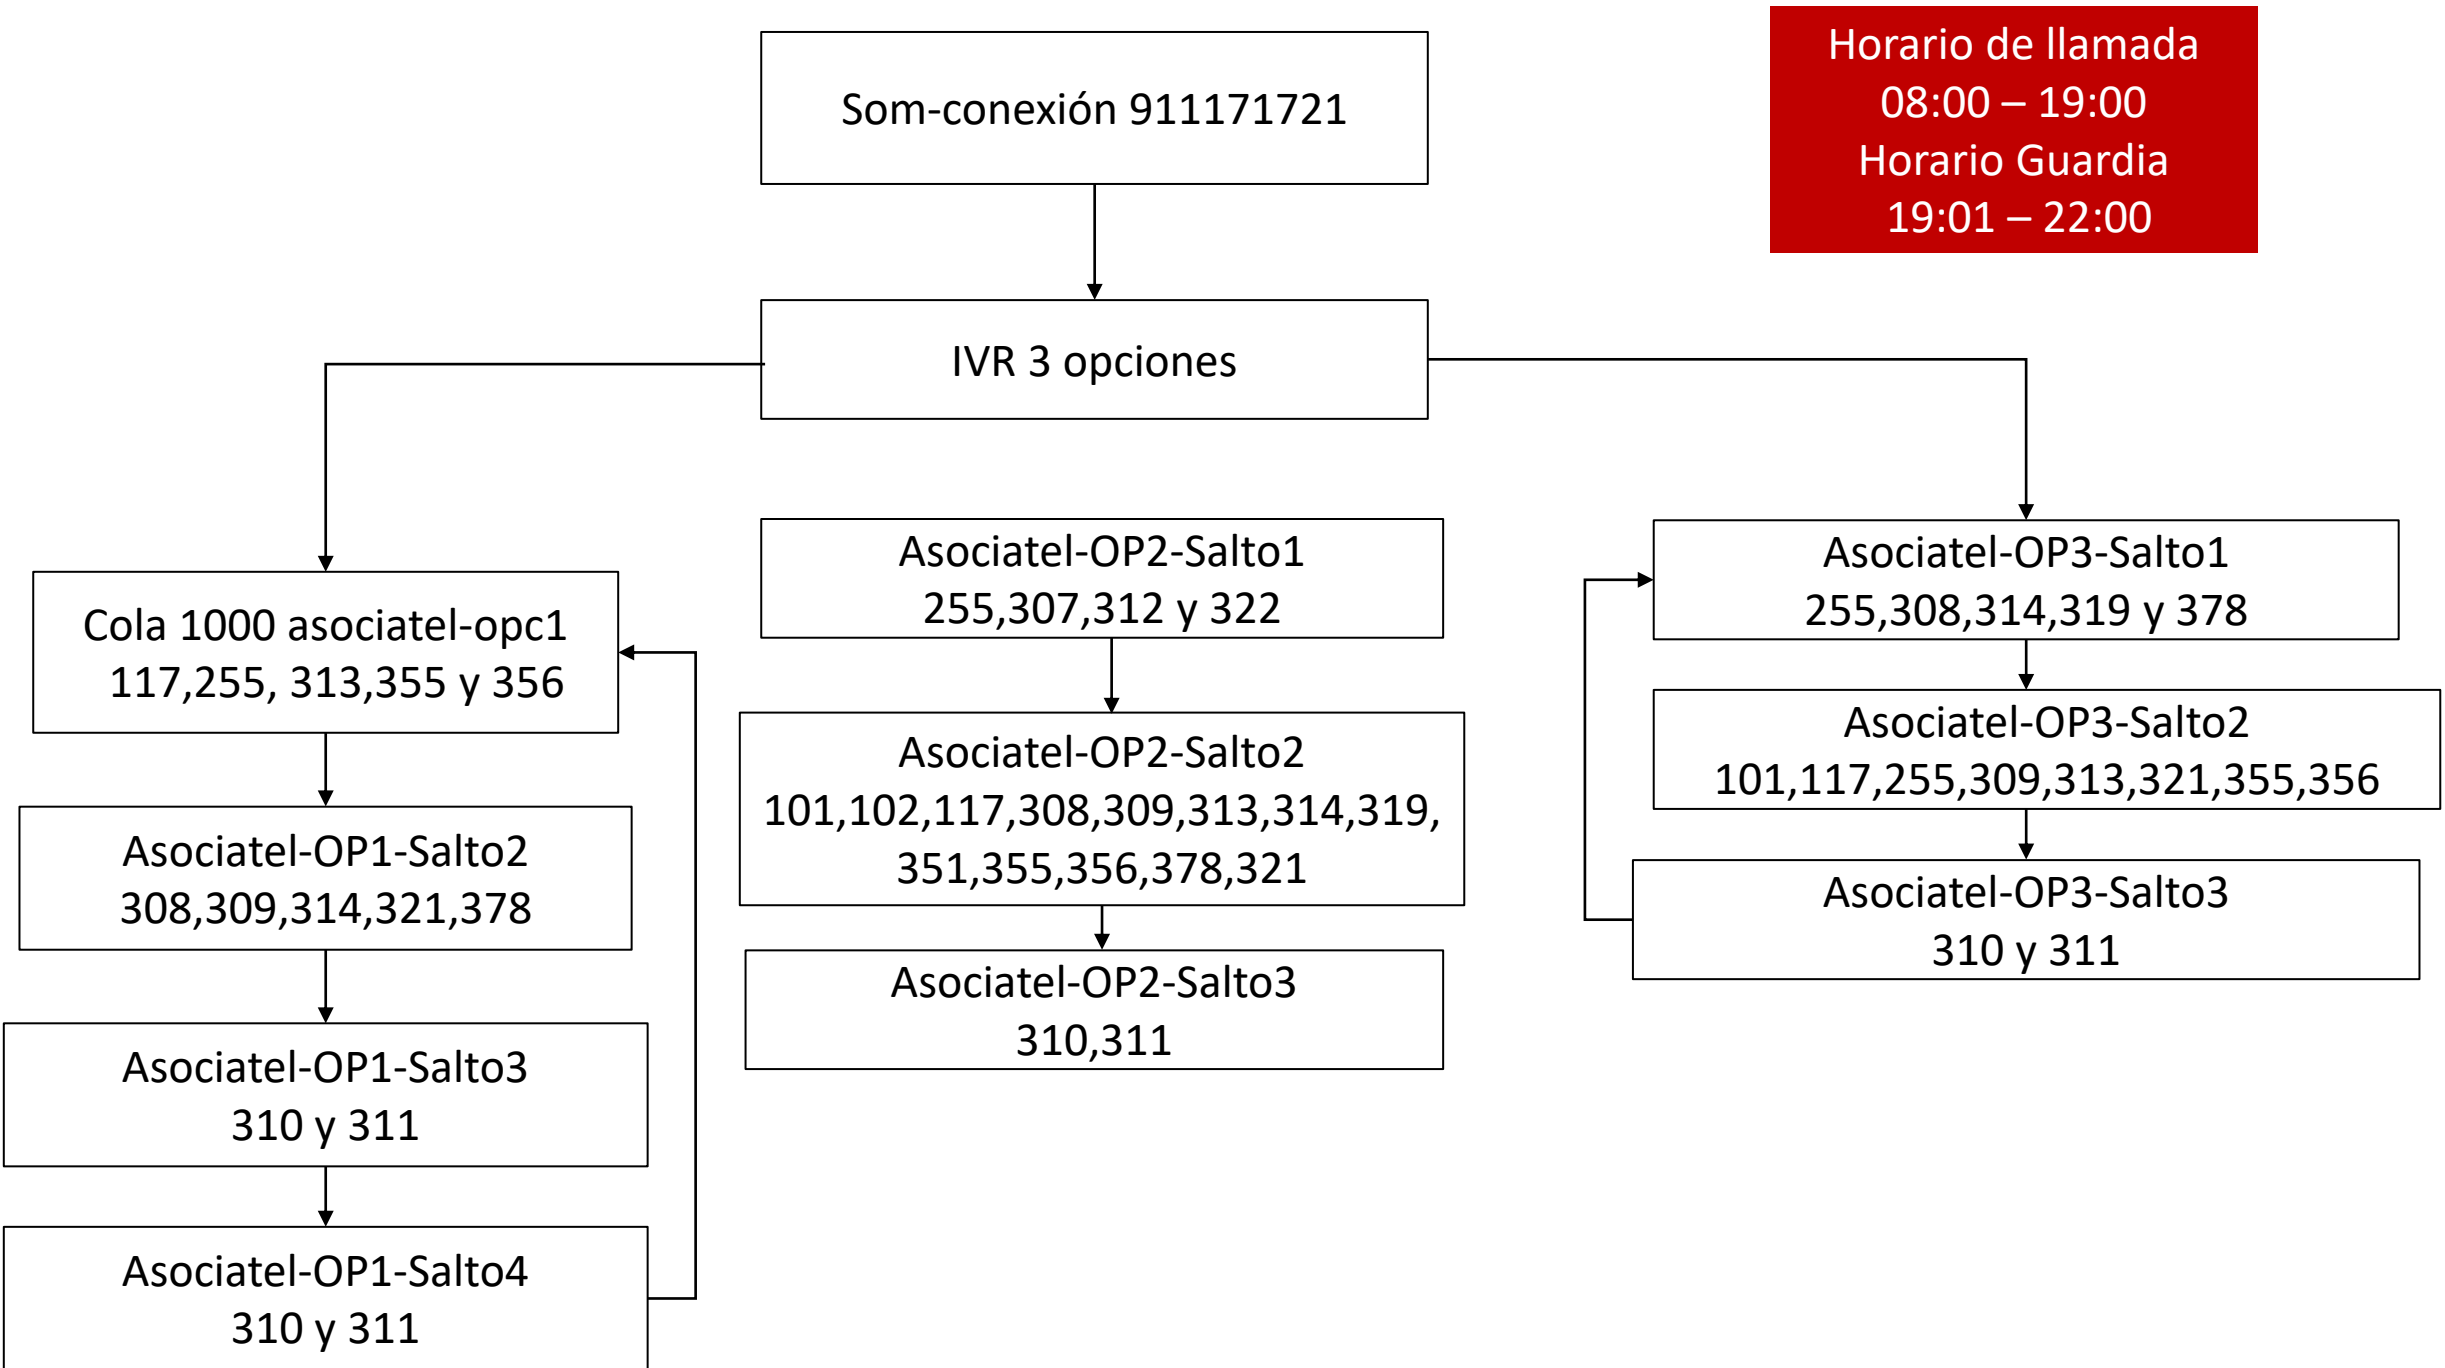 Som-conexión 911171721
Horario de llamada
08:00 – 19:00
Horario Guardia
19:01 – 22:00
IVR 3 opciones
Cola 1000 asociatel-opc1
117,255, 313,355 y 356
Asociatel-OP1-Salto2
308,309,314,321,378
Asociatel-OP1-Salto3
310 y 311
Asociatel-OP1-Salto4
310 y 311
Asociatel-OP2-Salto1
255,307,312 y 322
Asociatel-OP2-Salto2
101,102,117,308,309,313,314,319,
351,355,356,378,321
Asociatel-OP2-Salto3
310,311
Asociatel-OP3-Salto1
255,308,314,319 y 378
Asociatel-OP3-Salto2
101,117,255,309,313,321,355,356
Asociatel-OP3-Salto3
310 y 311